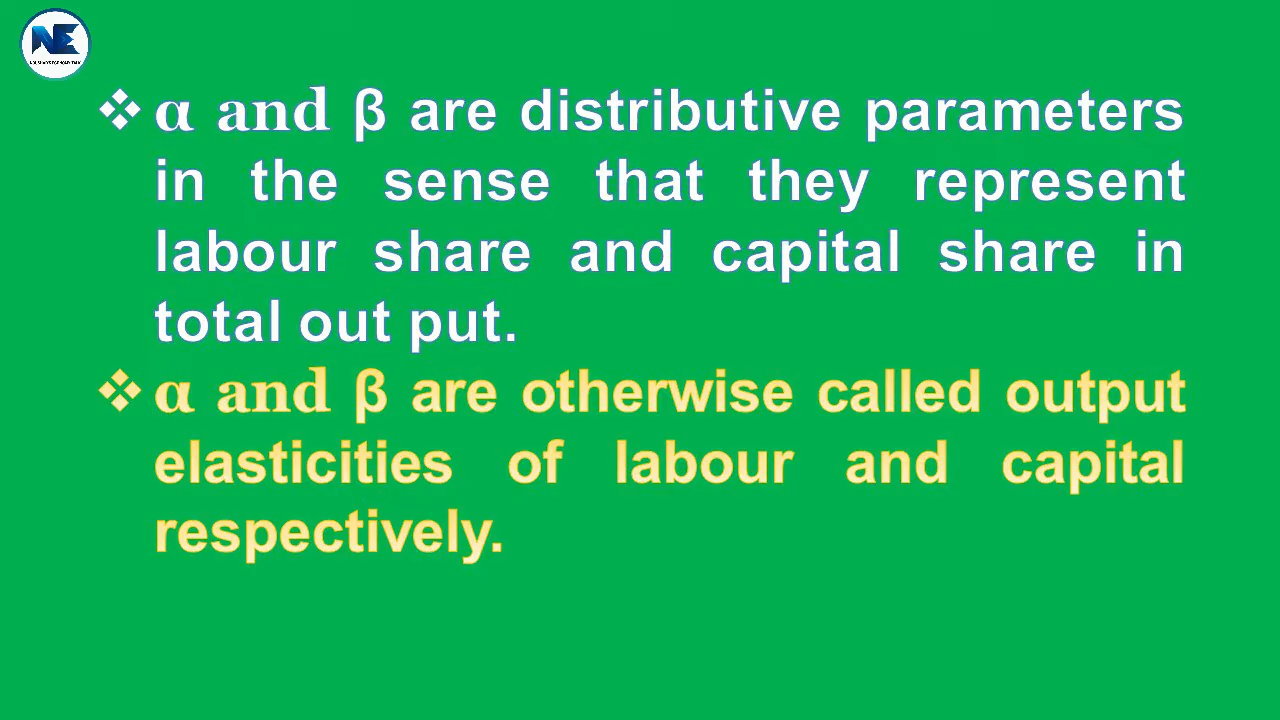 NE
❖ α and β are distributive parameters
in the sense that they represent
labour share and capital share in
total out put.
❖ α and β are otherwise called output
elasticities of labour and capital
respectively.